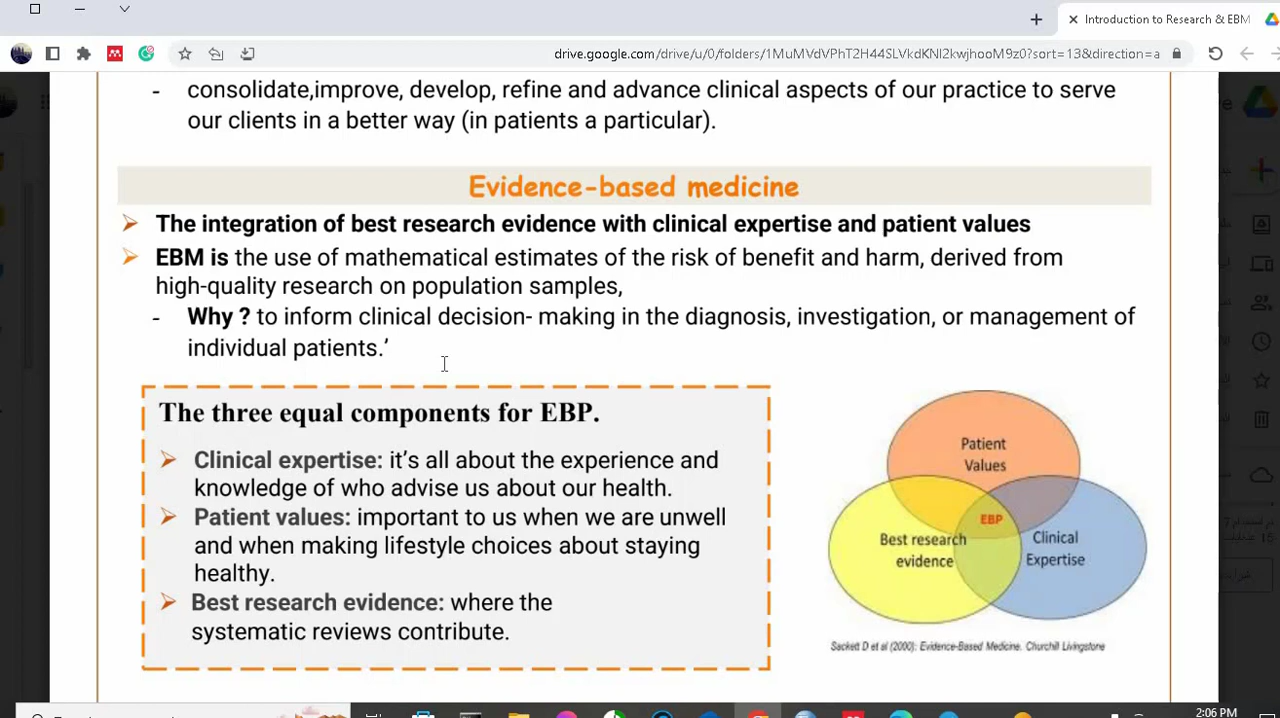 Introduction to Research & EBM
drive.google.com/drive/u/0/folders/1MuMVdVPhT2H44SLVkdKNI2kwjhooM9z0?sort=13&direction=a
consolidate,improve, develop, refine and advance clinical aspects of our practice to serve
our clients in a better way (in patients a particular).
Evidence-based medicine
The integration of best research evidence with clinical expertise and patient values
EBM is the use of mathematical estimates of the risk of benefit and harm, derived from
high-quality research on population samples,
- Why ? to inform clinical decision- making in the diagnosis, investigation, or management of
individual patients.’
The three equal components for EBP.
Clinical expertise: it’s all about the experience and
knowledge of who advise us about our health.
Patient values: important to us when we are unwell
and when making lifestyle choices about staying
healthy.
Best research evidence: where the
systematic reviews contribute.
Patient
Values
EBP
Best research
evidence
Clinical
Expertise
Sackett D et al (2000): Evidence-Based Medicine. Churchill Livingstone
2:06 PM